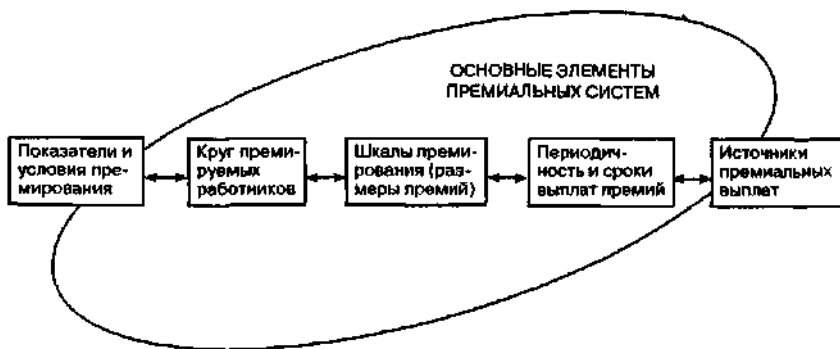 ОСНОВНЫЕ ЭЛЕМЕНТЫ
ПРЕМИАЛЬНЫХ СИСТЕМ
Показатели и
условия пре-
мирования
Круг преми-
руемых
работников
Шкалы преми-
рования (раз-
меры премий)
Периодич-
ность и сроки
выплат премий
Источники
премиальных
выплат